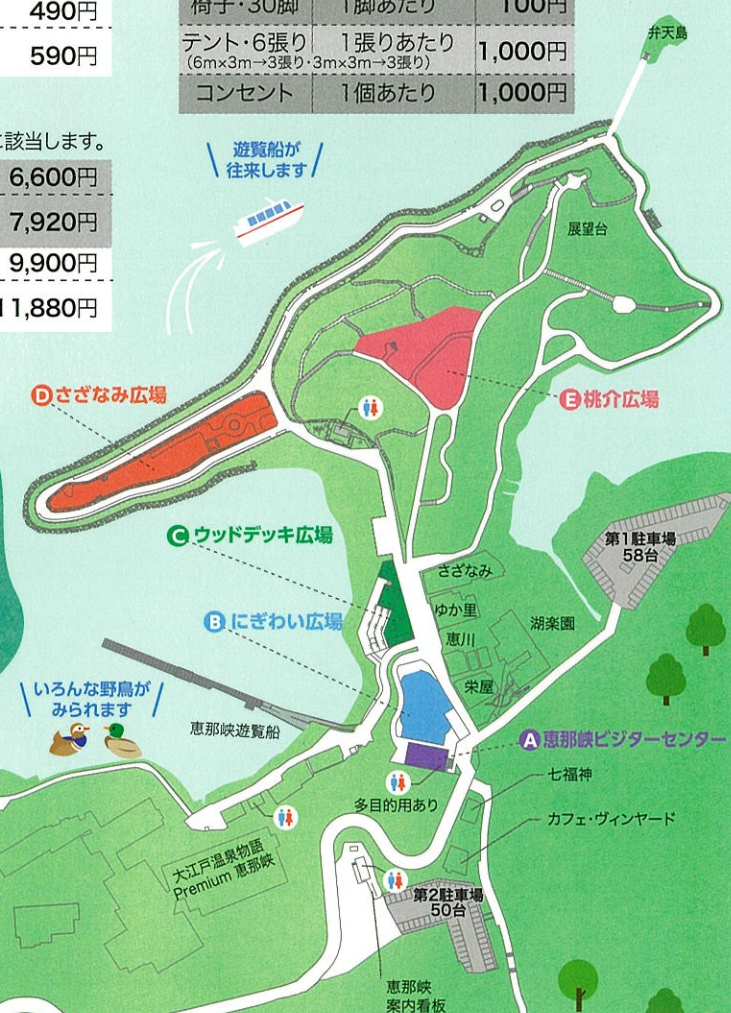 490円
590円
に該当します。
6,600円
7,920円
9,900円
11,880円
椅子・30脚 1脚あたり 100円
テント・6張り 1張りあたり 1,000円
(6m×3m→3張り・3m×3m→3張り)
コンセント 1個あたり 1,000円
弁天島
遊覧船が
往来します
展望台
Dさざなみ広場
E桃介広場
Cウッドデッキ広場
第1駐車場
58台
さざなみ
Bにぎわい広場
ゆか里
恵川
湖楽園
栄屋
いろんな野鳥が
みられます
恵那峡遊覧船
A恵那峡ビジターセンター
七福神
多目的用あり
カフェ・ヴィンヤード
大江戸温泉物語
Premium 恵那峡
第2駐車場
50台
恵那峡
案内看板